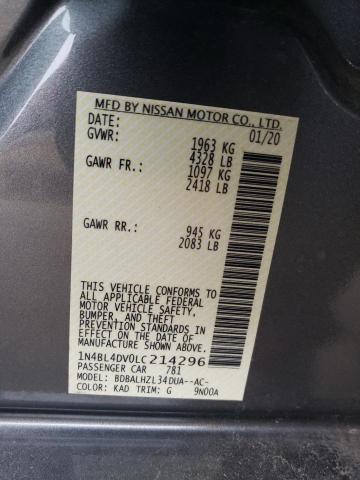 MFD BY NISSAN MOTOR CO., LTD.
DATE: 01/20
GVWR: 1963 KG
4328 LB
GAWR FR.: 1097 KG
2418 LB
GAWR RR.: 945 KG
2083 LB
THIS VEHICLE CONFORMS TO
ALL APPLICABLE FEDERAL
MOTOR VEHICLE SAFETY,
BUMPER, AND THEFT
PREVENTION STANDARDS IN
EFFECT ON THE DATE OF
MANUFACTURE SHOWN ABOVE.
1N4BL4DV0LC214296
PASSENGER CAR 781
MODEL: BDBALHZL34DUA--AC-
COLOR: KAD TRIM: G 9N00A